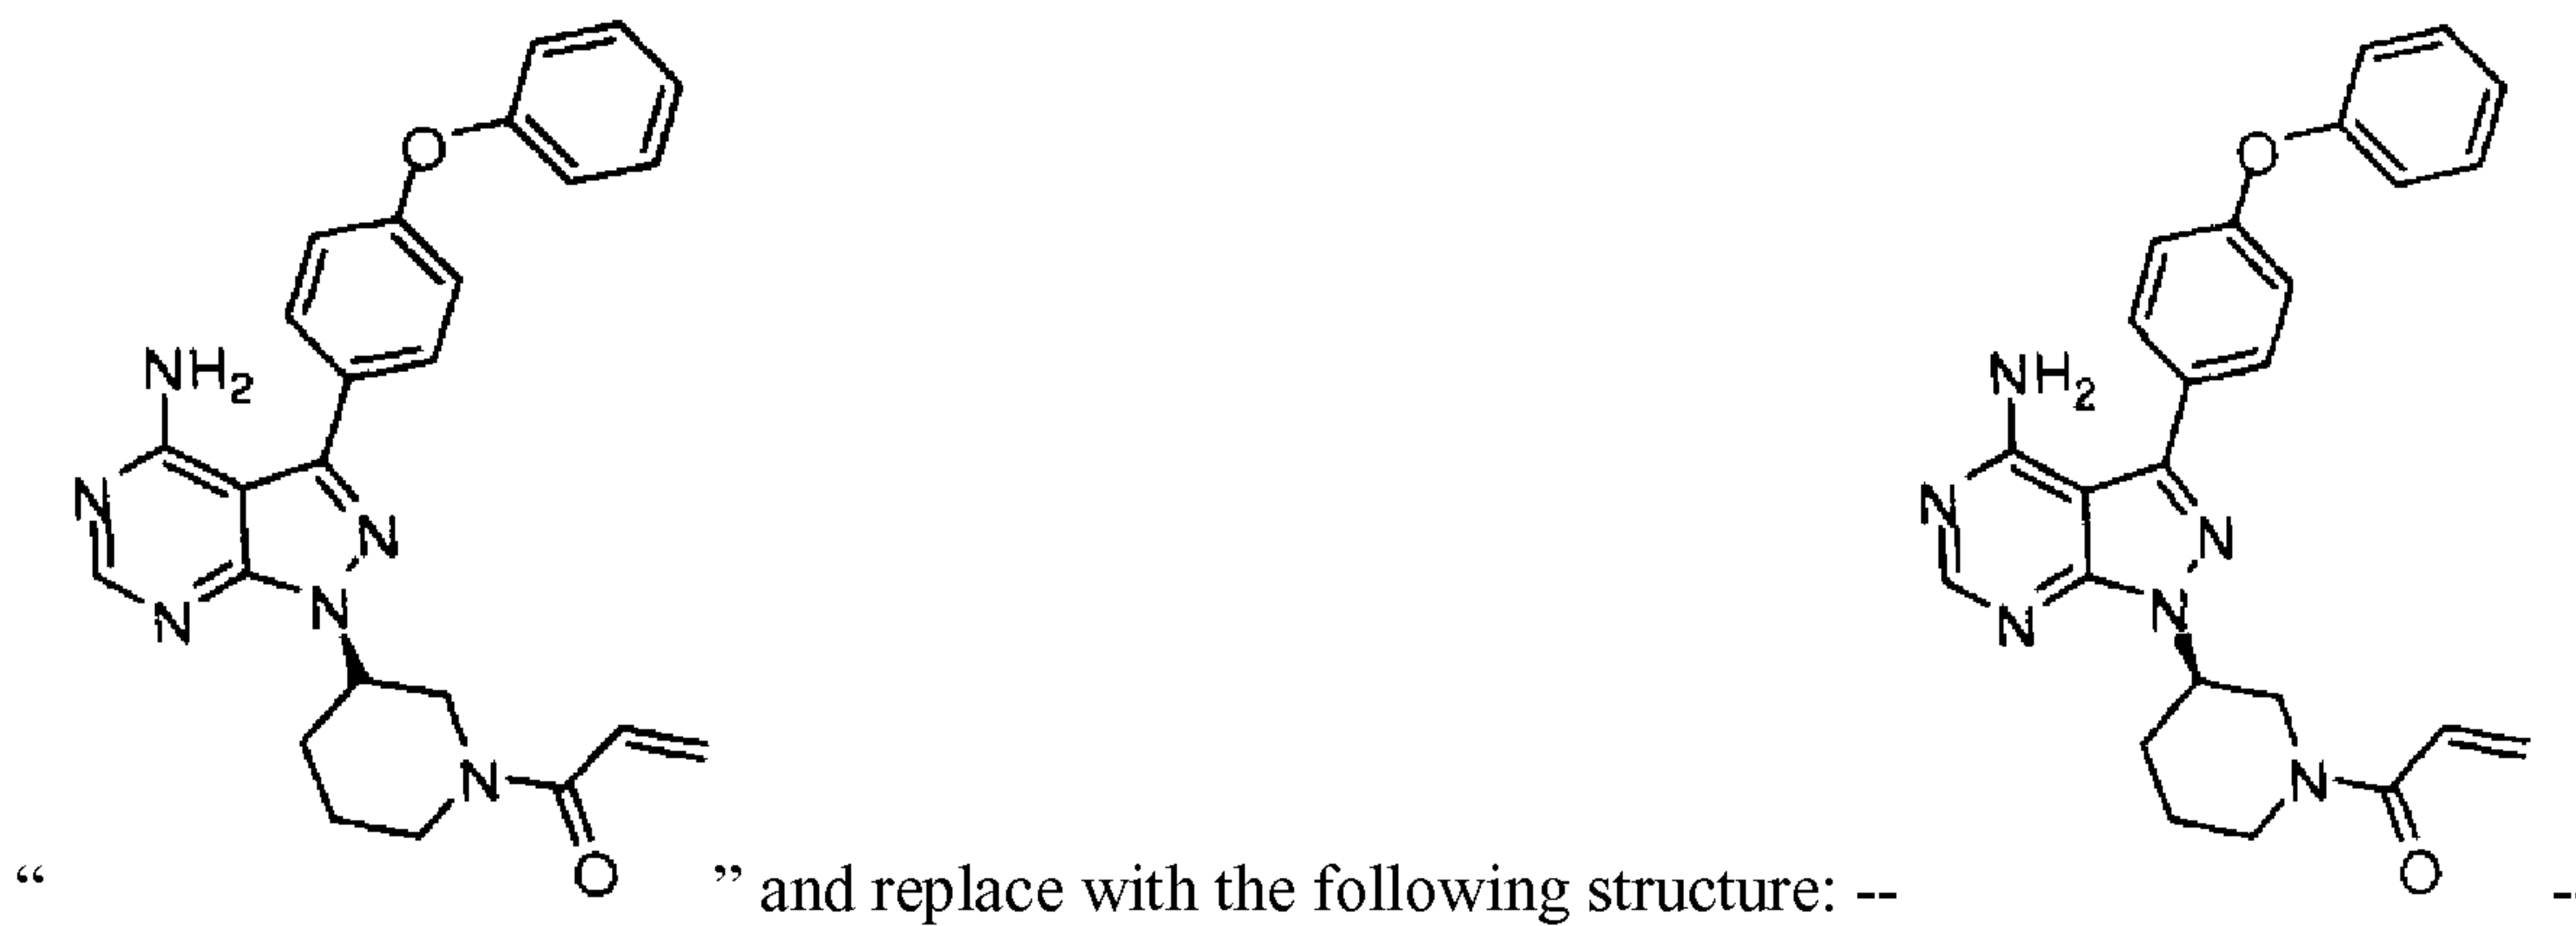 O
O
NH2
NH2
N
N
N
N
N
N
N
N
N
N
O
O
“ ” and replace with the following structure: -- --